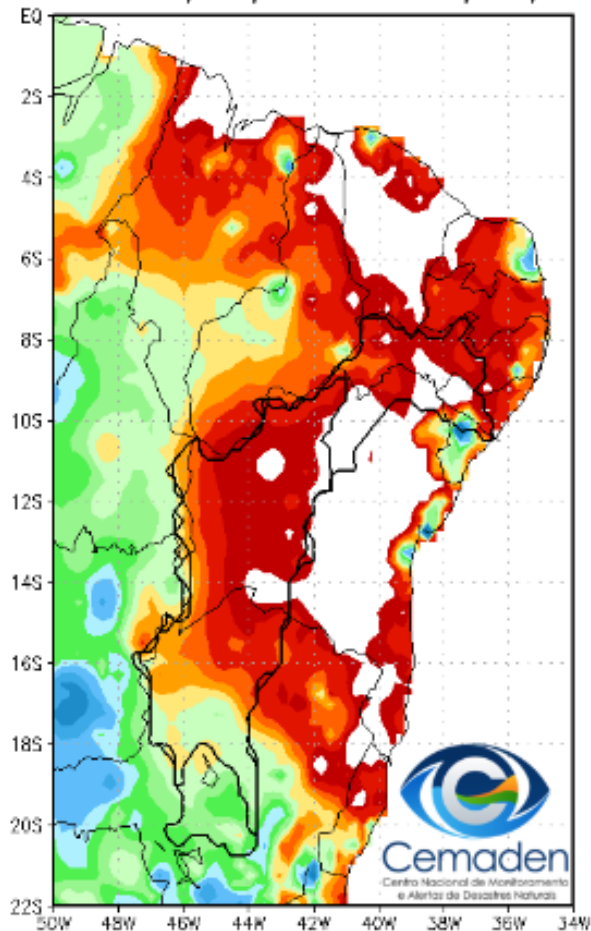 EQ
2S
4S
6S
8S
10S
12S
14S
16S
18S
20S
22S
50W 48W 46W 44W 42W 40W 38W 36W 34W
Cemaden
Centro Nacional de Monitoramento
e Alertas de Desastres Naturais